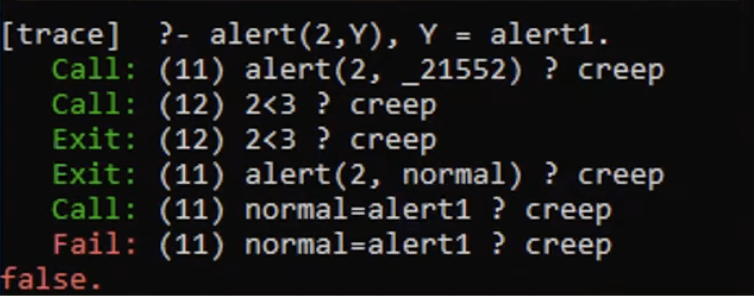 [trace]  ?- alert(2,Y), Y = alert1.
   Call: (11) alert(2, _21552) ? creep
   Call: (12) 2<3 ? creep
   Exit: (12) 2<3 ? creep
   Exit: (11) alert(2, normal) ? creep
   Call: (11) normal=alert1 ? creep
   Fail: (11) normal=alert1 ? creep
false.